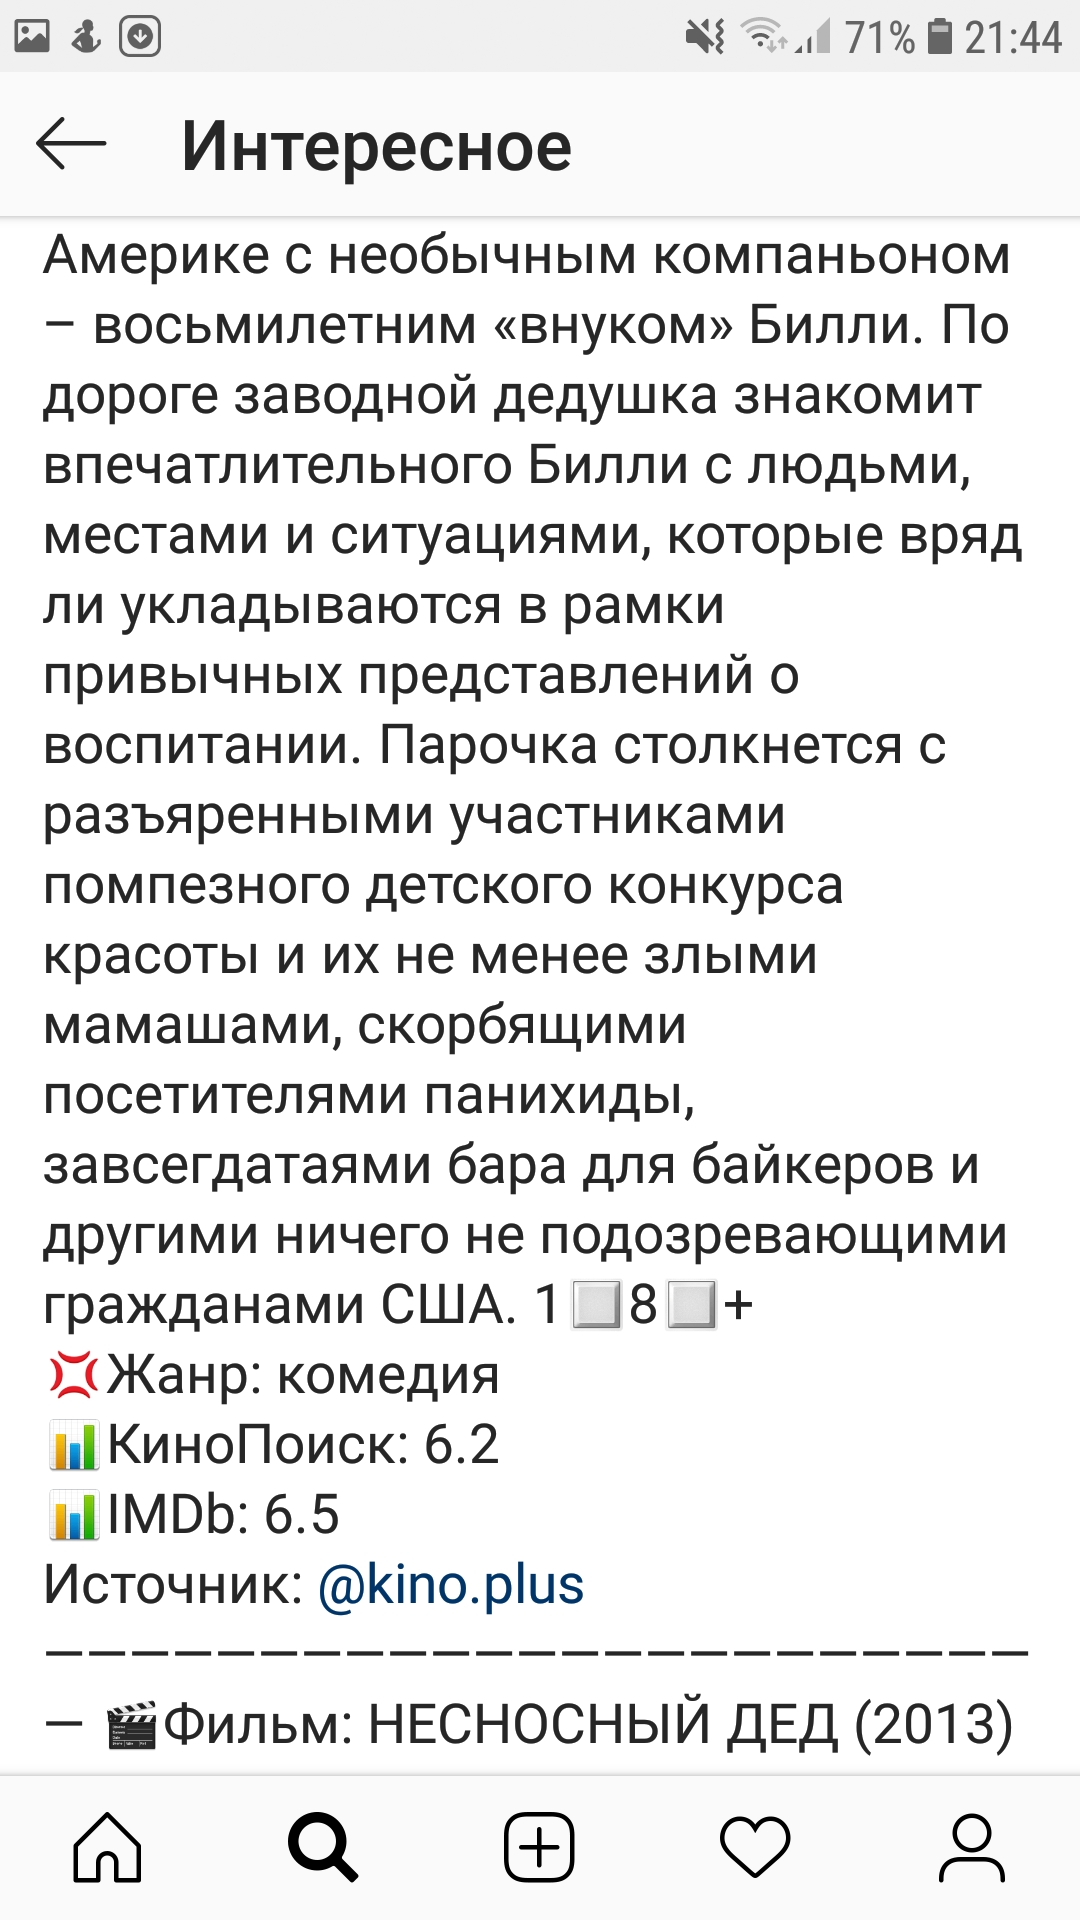 71% 21:44
Интересное
Америке с необычным компаньоном
– восьмилетним «внуком» Билли. По
дороге заводной дедушка знакомит
впечатлительного Билли с людьми,
местами и ситуациями, которые вряд
ли укладываются в рамки
привычных представлений о
воспитании. Парочка столкнется с
разъяренными участниками
помпезного детского конкурса
красоты и их не менее злыми
мамашами, скорбящими
посетителями панихиды,
завсегдатаями бара для байкеров и
другими ничего не подозревающими
гражданами США. 1⬜8⬜+
💢Жанр: комедия
📊КиноПоиск: 6.2
📊IMDb: 6.5
Источник: @kino.plus
———————————————————————
— 🎬Фильм: НЕСНОСНЫЙ ДЕД (2013)